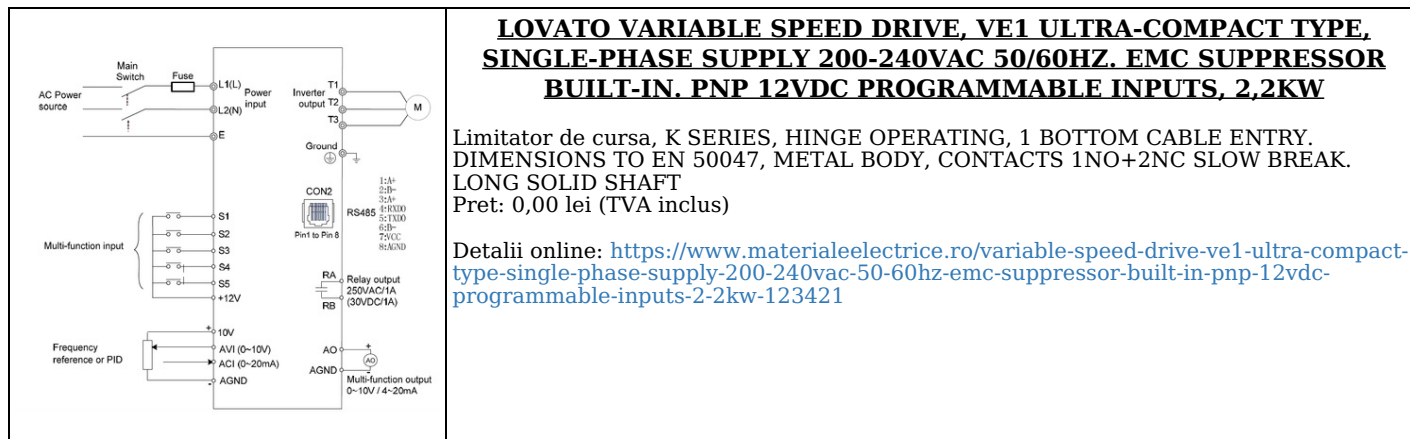 Main
Switch
Fuse
AC Power
source
L1(L)
Power
input
L2(N)
E
Inverter
output
T1
T2
T3
M
Ground
CON2
Pin1 to Pin 8
1:A+
2:B-
3:A+
4:RXD0
5:TXD0
6:B-
7:VCC
8:AGND
RS485
Multi-function input
S1
S2
S3
S4
S5
+12V
RA
RB
Relay output
250VAC/1A
(30VDC/1A)
Frequency
reference or PID
+
10V
AVI (0~10V)
ACI (0~20mA)
AGND
-
AO
+
AO
-
AGND
Multi-function output
0~10V / 4~20mA
LOVATO VARIABLE SPEED DRIVE, VE1 ULTRA-COMPACT TYPE,
SINGLE-PHASE SUPPLY 200-240VAC 50/60HZ. EMC SUPPRESSOR
BUILT-IN. PNP 12VDC PROGRAMMABLE INPUTS, 2,2KW
Limitator de cursa, K SERIES, HINGE OPERATING, 1 BOTTOM CABLE ENTRY.
DIMENSIONS TO EN 50047, METAL BODY, CONTACTS 1NO+2NC SLOW BREAK.
LONG SOLID SHAFT
Pret: 0,00 lei (TVA inclus)
Detalii online: https://www.materialeelectrice.ro/variable-speed-drive-ve1-ultra-compact-
type-single-phase-supply-200-240vac-50-60hz-emc-suppressor-built-in-pnp-12vdc-
programmable-inputs-2-2kw-123421